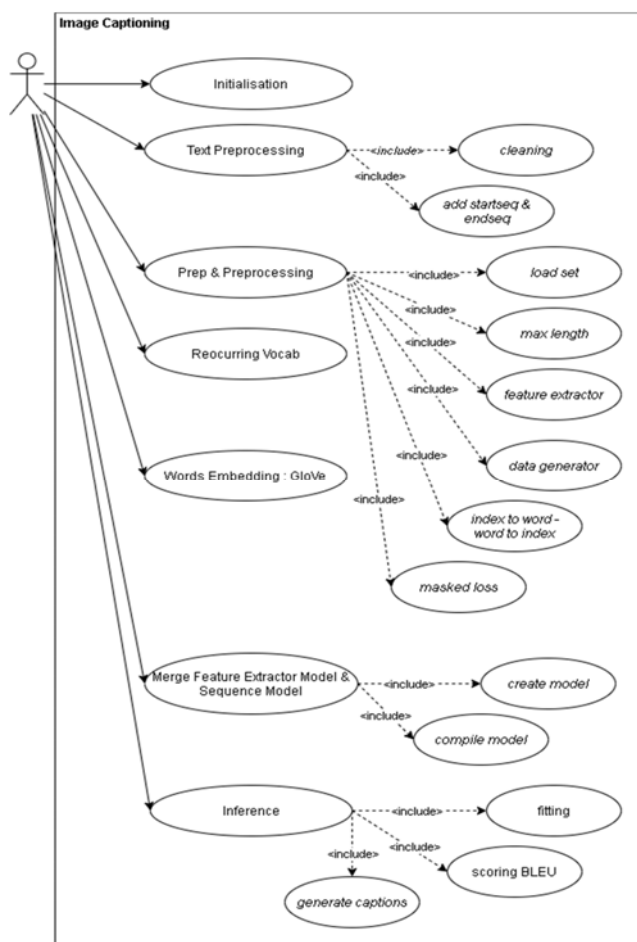 Image Captioning
Initialisation
Text Preprocessing
<include>
cleaning
<include>
add startseq &
endseq
Prep & Preprocessing
<include>
load set
<include>
max length
<include>
feature extractor
<include>
data generator
<include>
index to word -
word to index
<include>
masked loss
Reocurring Vocab
Words Embedding : GloVe
Merge Feature Extractor Model &
Sequence Model
<include>
create model
<include>
compile model
Inference
<include>
fitting
<include>
scoring BLEU
<include>
generate captions